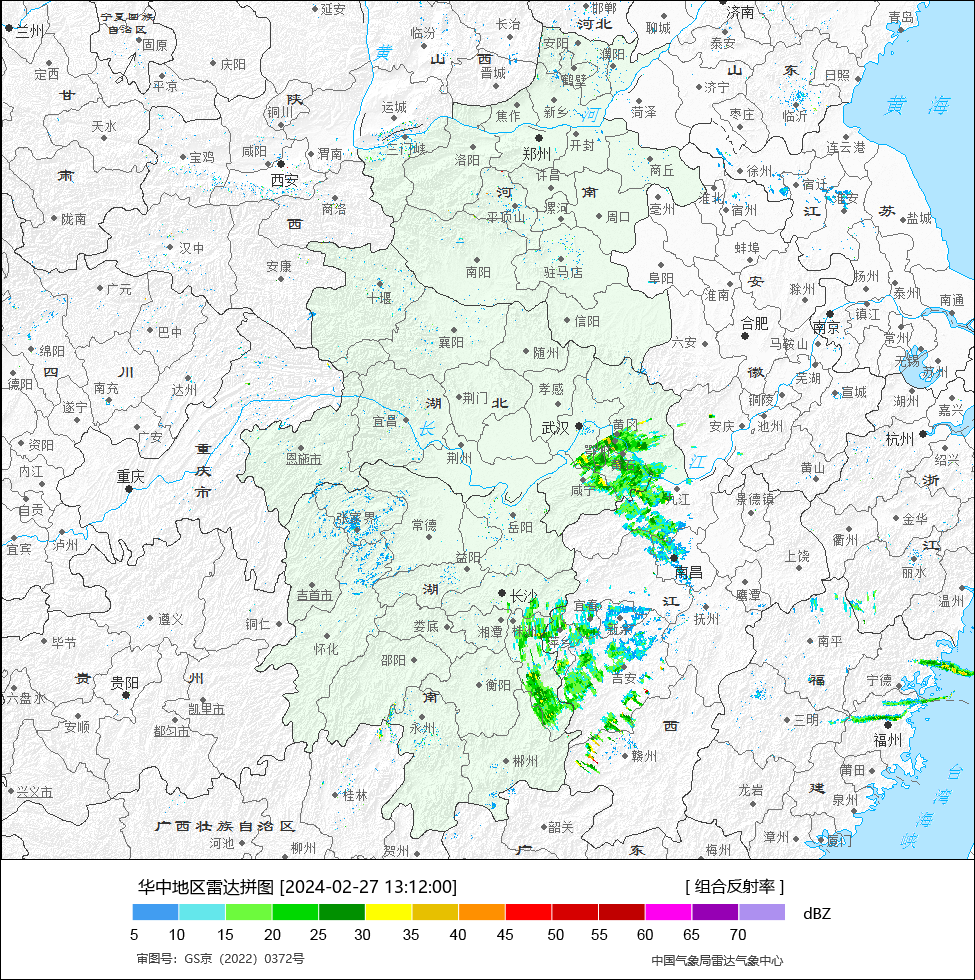 延安
邯郸
河北
聊城
济南
青岛
兰州
宁夏回族
自治区
固原
临汾
长治
安阳
濮阳
泰安
黄
山
西
庆阳
定西
平凉
晋城
鹤壁
山
东
日照
甘
陕
铜川
运城
焦作
新乡
河
菏泽
济宁
枣庄
临沂
黄海
天水
三门峡
宝鸡
咸阳
渭南
洛阳
郑州
开封
连云港
肃
西安
商洛
河
许昌
南
商丘
徐州
宿迁
淮安
淮北
宿州
江
苏
盐城
陇南
西
平顶山
漯河
周口
亳州
汉中
安康
南阳
驻马店
阜阳
蚌埠
安
广元
十堰
淮南
滁州
扬州
泰州
南通
巴中
襄阳
信阳
合肥
南京
镇江
绵阳
随州
六安
马鞍山
常州
无锡
苏州
四
川
德阳
南充
达州
湖
北
荆门
孝感
徽
芜湖
宣城
湖州
嘉兴
遂宁
宜昌
长
武汉
黄冈
安庆
铜陵
池州
杭州
资阳
广安
重
庆
市
恩施市
荆州
咸宁
江
九江
黄山
绍兴
内江
重庆
浙
自贡
张家界
常德
岳阳
景德镇
金华
衢州
江
宜宾
泸州
益阳
南昌
上饶
丽水
吉首市
湖
长沙
宜春
江
鹰潭
温州
遵义
铜仁
娄底
湘潭
抚州
毕节
怀化
邵阳
吉安
南平
贵
州
贵阳
衡阳
福
宁德
六盘水
凯里市
南
西
安顺
都匀市
永州
三明
福州
郴州
赣州
莆田
台
湾
海
峡
兴义市
桂林
龙岩
建
泉州
广西壮族自治区
韶关
漳州
厦门
河池
柳州
贺州
广
东
梅州
华中地区雷达拼图 [2024-02-27 13:12:00]
[ 组合反射率 ]
dBZ
5 10 15 20 25 30 35 40 45 50 55 60 65 70
审图号：GS京（2022）0372号
中国气象局雷达气象中心